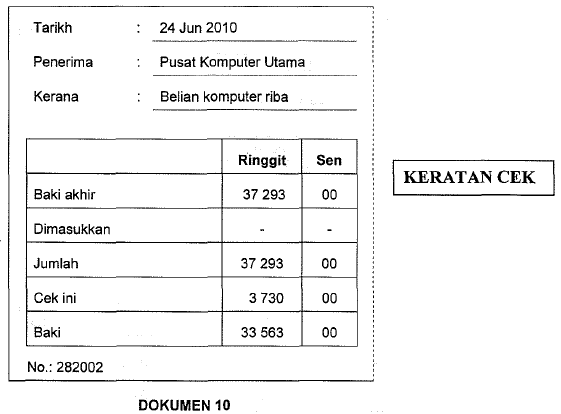 Tarikh : 24 Jun 2010
Penerima : Pusat Komputer Utama
Kerana : Belian komputer riba
Ringgit Sen
Baki akhir 37 293 00
Dimasukkan - -
Jumlah 37 293 00
Cek ini 3 730 00
Baki 33 563 00
No.: 282002
KERATAN CEK
DOKUMEN 10